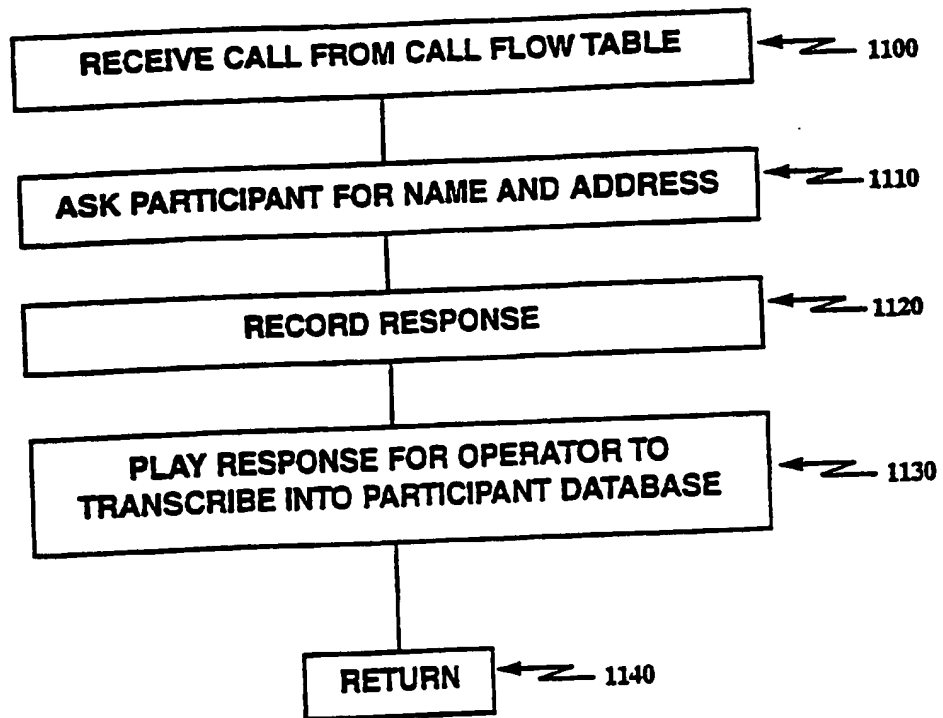 RECEIVE CALL FROM CALL FLOW TABLE
1100
ASK PARTICIPANT FOR NAME AND ADDRESS
1110
RECORD RESPONSE
1120
PLAY RESPONSE FOR OPERATOR TO
TRANSCRIBE INTO PARTICIPANT DATABASE
1130
RETURN
1140